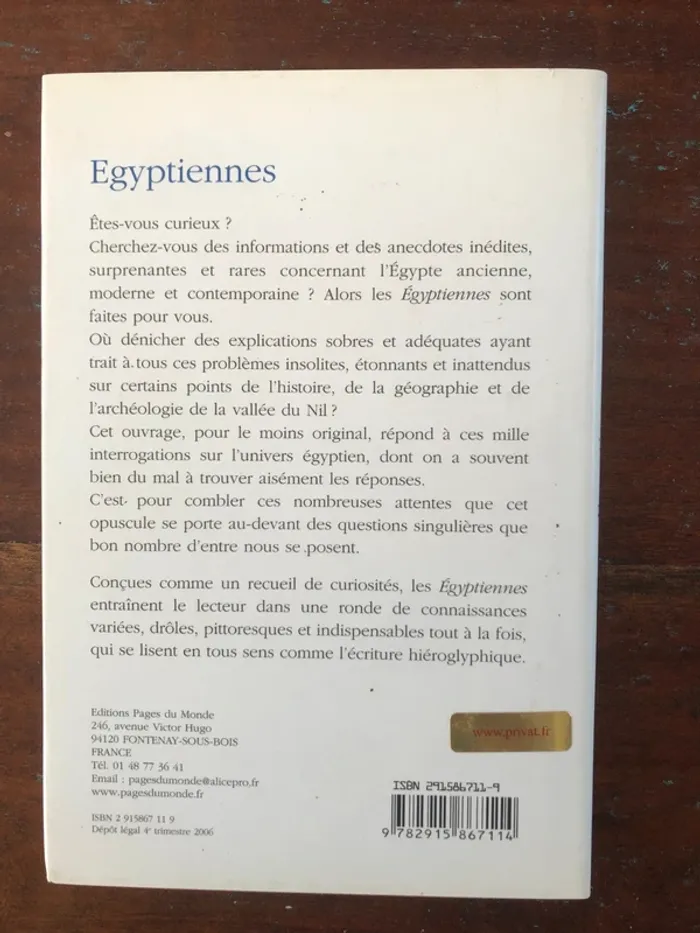 Egyptiennes
Êtes-vous curieux ?
Cherchez-vous des informations et des anecdotes inédites,
surprenantes et rares concernant l'Égypte ancienne,
moderne et contemporaine ? Alors les Égyptiennes sont
faites pour vous.
Où dénicher des explications sobres et adéquates ayant
trait à tous ces problèmes insolites, étonnants et inattendus
sur certains points de l'histoire, de la géographie et de
l'archéologie de la vallée du Nil ?
Cet ouvrage, pour le moins original, répond à ces mille
interrogations sur l'univers égyptien, dont on a souvent
bien du mal à trouver aisément les réponses.
C'est pour combler ces nombreuses attentes que cet
opuscule se porte au-devant des questions singulières que
bon nombre d'entre nous se posent.
Conçues comme un recueil de curiosités, les Égyptiennes
entraînent le lecteur dans une ronde de connaissances
variées, drôles, pittoresques et indispensables tout à la fois,
qui se lisent en tous sens comme l'écriture hiéroglyphique.
Editions Pages du Monde
246, avenue Victor Hugo
94120 FONTENAY-SOUS-BOIS
FRANCE
Tél. 01 48 77 36 41
Email : pagesdumonde@alicepro.fr
www.pagesdumonde.fr
ISBN 2 915867 11 9
Dépôt légal 4e trimestre 2006
www.privat.fr
ISBN 291586711-9
9 782915 867114